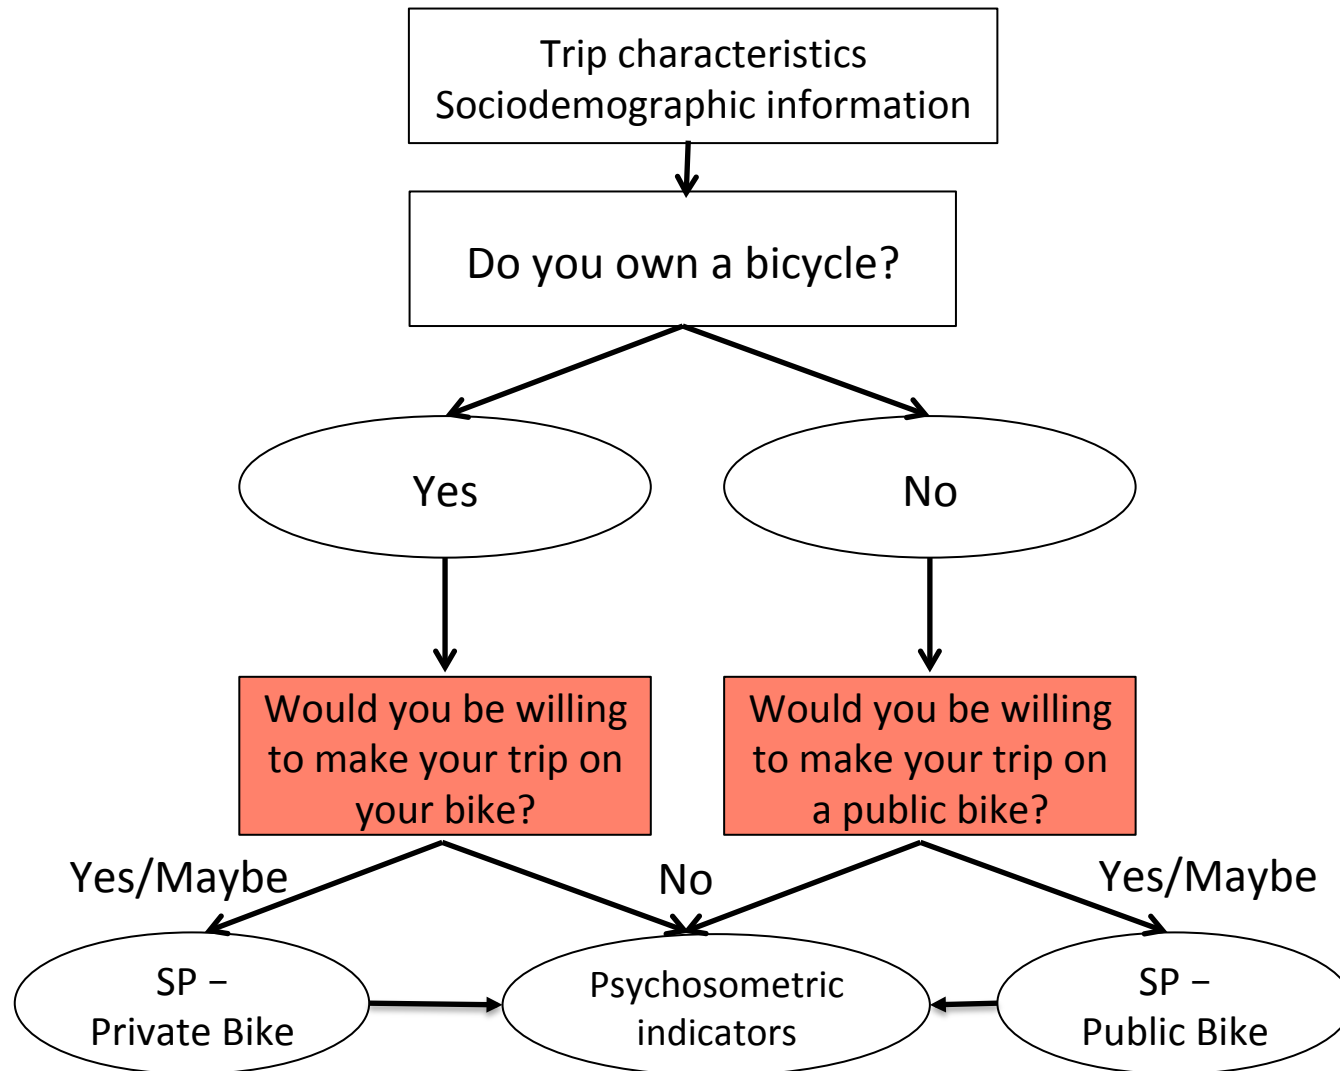 Trip characteristics
Sociodemographic information
Do you own a bicycle?
Yes
No
Would you be willing
to make your trip on
your bike?
Would you be willing
to make your trip on
a public bike?
Yes/Maybe
No
Yes/Maybe
SP –
Private Bike
Psychosometric
indicators
SP –
Public Bike